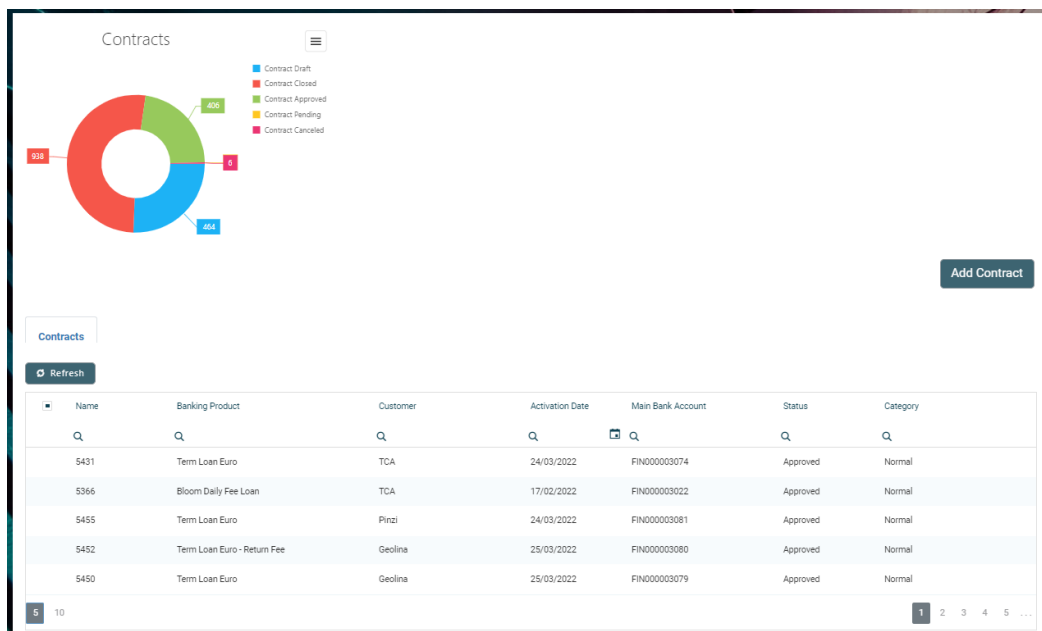 Contracts
Contract Draft
Contract Closed
Contract Approved
Contract Pending
Contract Canceled
406
938
6
464
Add Contract
Contracts
Refresh
Name Banking Product Customer Activation Date Main Bank Account Status Category
5431 Term Loan Euro TCA 24/03/2022 FIN000003074 Approved Normal
5366 Bloom Daily Fee Loan TCA 17/02/2022 FIN000003022 Approved Normal
5455 Term Loan Euro Pinzi 24/03/2022 FIN000003081 Approved Normal
5452 Term Loan Euro - Return Fee Geolina 25/03/2022 FIN000003080 Approved Normal
5450 Term Loan Euro Geolina 25/03/2022 FIN000003079 Approved Normal
5 10 1 2 3 4 5 ...